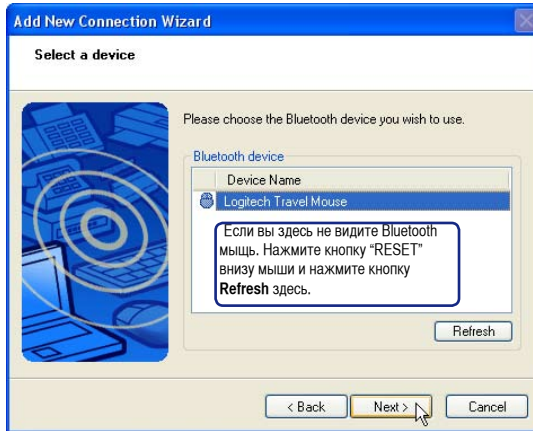 Add New Connection Wizard
Select a device
Please choose the Bluetooth device you wish to use.
Bluetooth device
Device Name
Logitech Travel Mouse
Если вы здесь не видите Bluetooth
мыщь. Нажмите кнопку “RESET”
внизу мыши и нажмите кнопку
Refresh здесь.
Refresh
< Back Next > Cancel